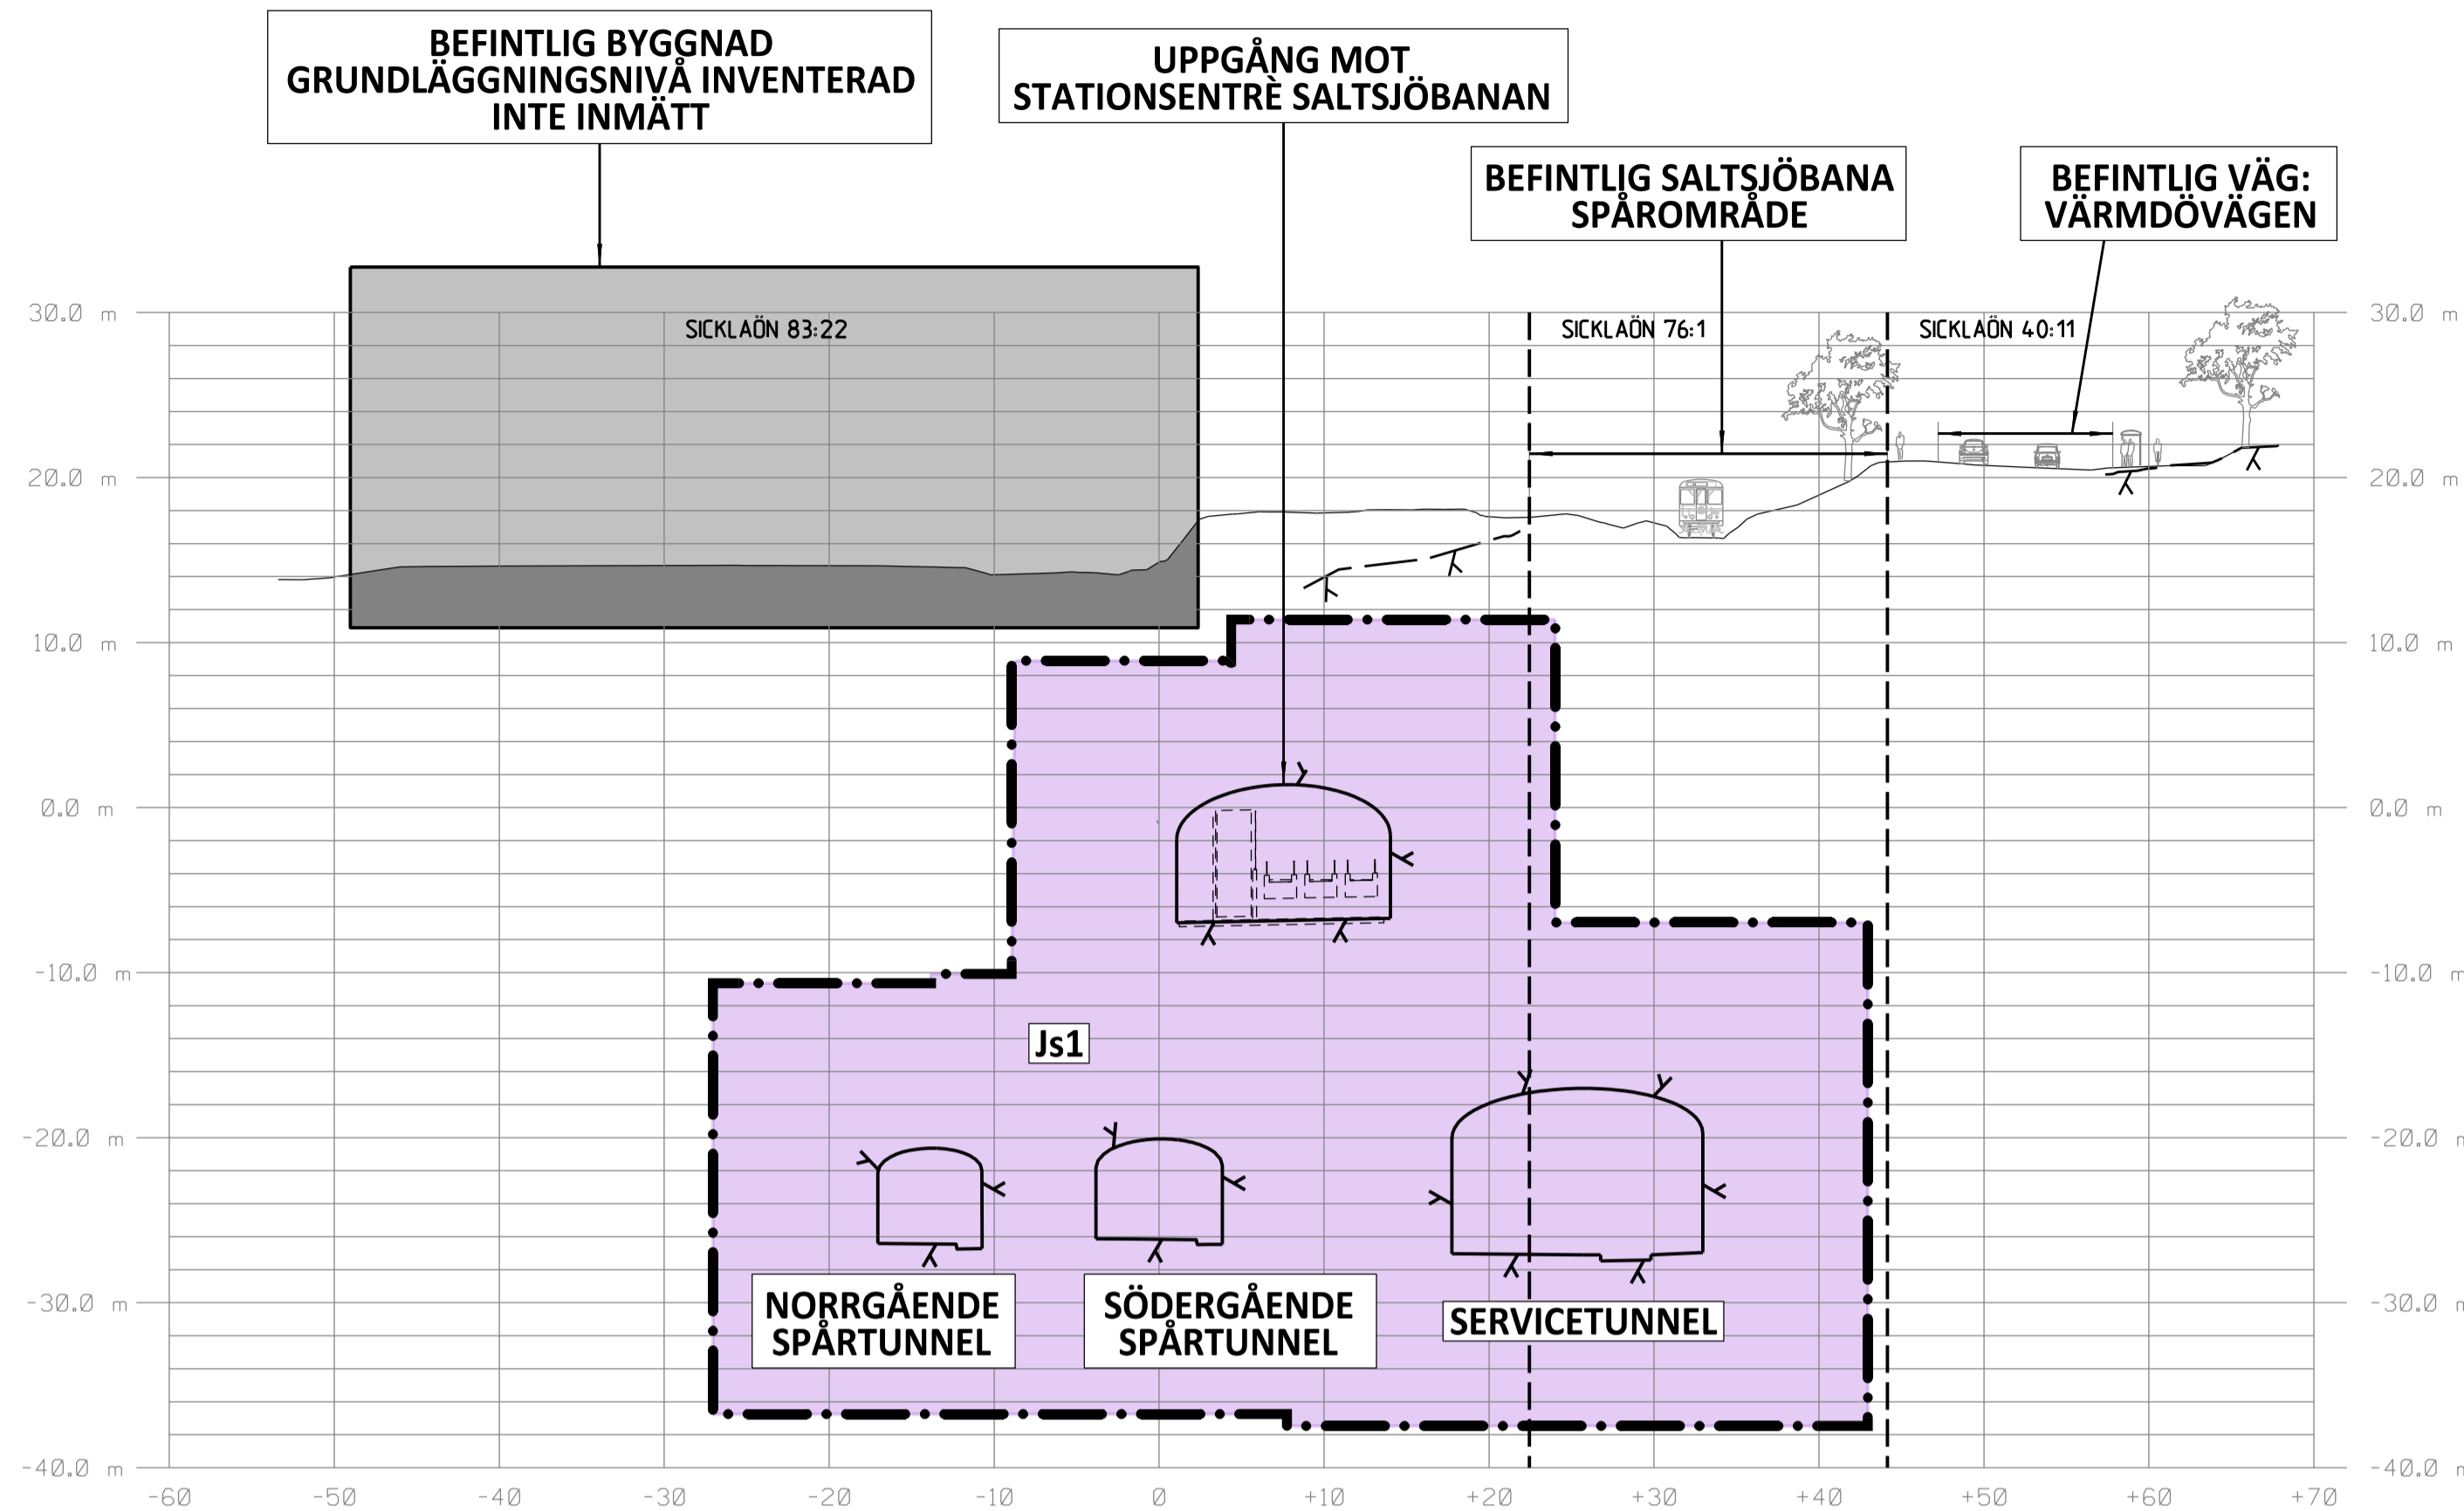 BEFINTLIG BYGGNAD
GRUNDLÄGGNINGSNIVÅ INVENTERAD
INTE INMÄTT
UPPGÅNG MOT
STATIONSENTRÈ SALTSJÖBANAN
BEFINTLIG SALTSJÖBANA
SPÅROMRÅDE
BEFINTLIG VÄG:
VÄRMDÖVÄGEN
30.0 m
SICKLAÖN 83:22
SICKLAÖN 76:1
SICKLAÖN 40:11
30.0 m
20.0 m
20.0 m
10.0 m
10.0 m
0.0 m
0.0 m
-10.0 m
-10.0 m
Js1
-20.0 m
-20.0 m
-30.0 m
-30.0 m
NORRGÅENDE
SPÅRTUNNEL
SÖDERGÅENDE
SPÅRTUNNEL
SERVICETUNNEL
-40.0 m
-40.0 m
-60 -50 -40 -30 -20 -10 0 +10 +20 +30 +40 +50 +60 +70